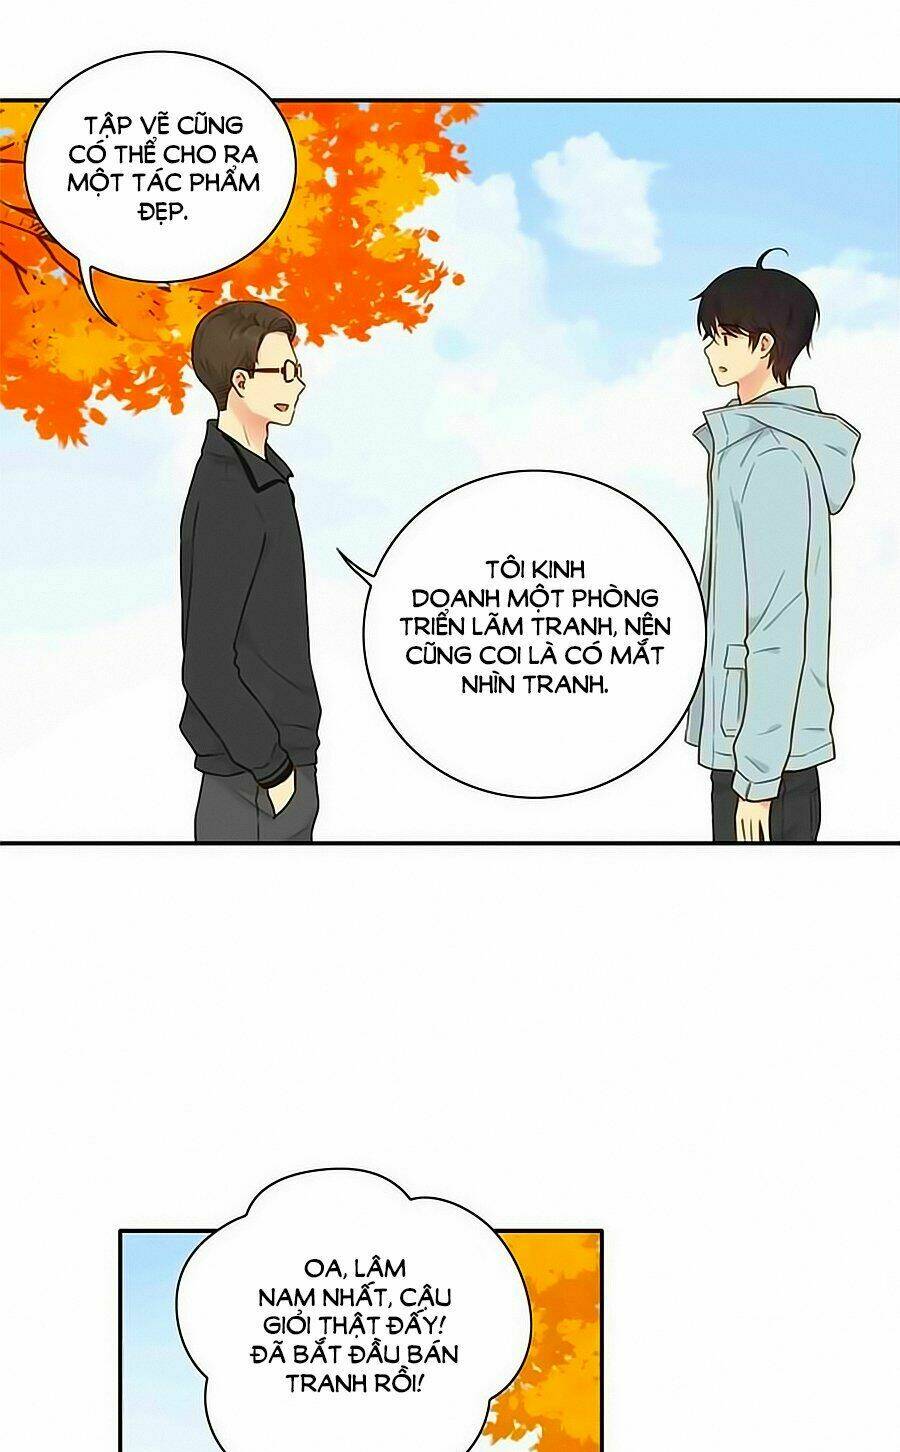 TẬP VẼ CŨNG
CÓ THỂ CHO RA
MỘT TÁC PHẨM
ĐẸP.
TÔI KINH
DOANH MỘT PHÒNG
TRIỂN LÃM TRANH, NÊN
CŨNG COI LÀ CÓ MẮT
NHÌN TRANH.
OA, LÂM
NAM NHẤT, CẬU
GIỎI THẬT ĐẤY!
ĐÃ BẮT ĐẦU BÁN
TRANH RỒI!